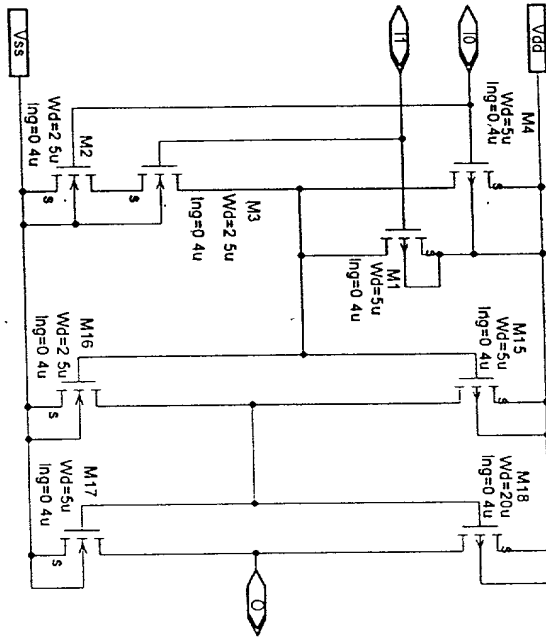 Vdd
s
M4
Wd=5u
lng=0.4u
s
M15
Wd=5u
lng=0 4u
s
M18
Wd=20u
lng=0 4u
I0
s
M1
Wd=5u
lng=0 4u
I1
O
M3
Wd=2 5u
lng=0 4u
s
M2
Wd=2 5u
lng=0 4u
s
M16
Wd=2 5u
lng=0 4u
s
M17
Wd=5u
lng=0 4u
s
Vss